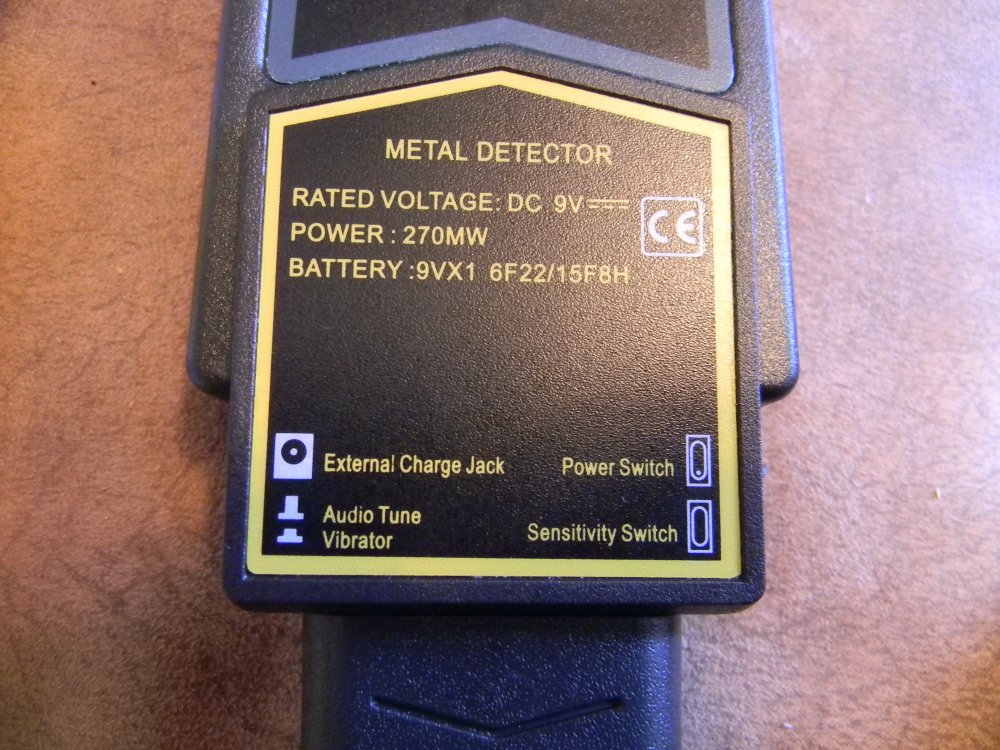 METAL DETECTOR
RATED VOLTAGE: DC 9V
POWER : 270MW
BATTERY :9VX1 6F22/15F8H
CE
External Charge Jack
Power Switch
Audio Tune
Vibrator
Sensitivity Switch